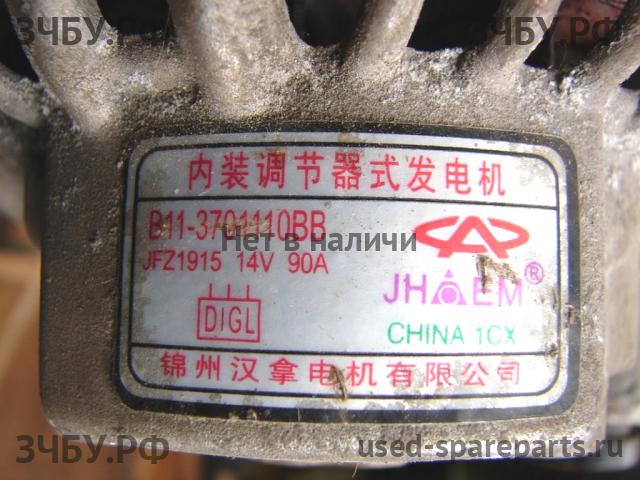 ЗЧБУ.РФ
ЗЧБУ.РФ
内装调节器式发电机
B11-3701110BB
Нет в наличи
JFZ1915 14V 90A
JHAEM®
DIGL
CHINA 1CX
锦州汉拿电机有限公司
ЗЧБУ.РФ
used-spareparts.ru